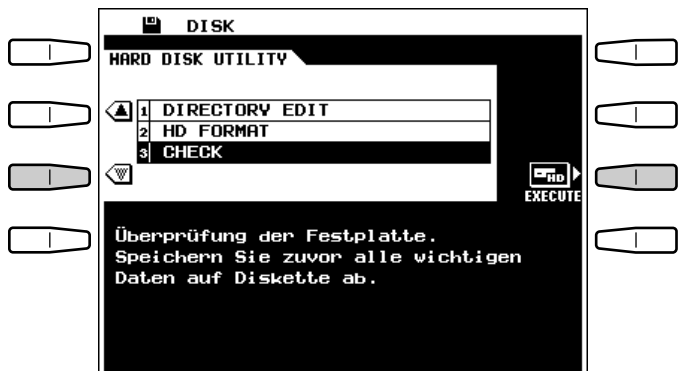 DISK
HARD DISK UTILITY
1 DIRECTORY EDIT
2 HD FORMAT
3 CHECK
HD
EXECUTE
Überprüfung der Festplatte.
Speichern Sie zuvor alle wichtigen
Daten auf Diskette ab.